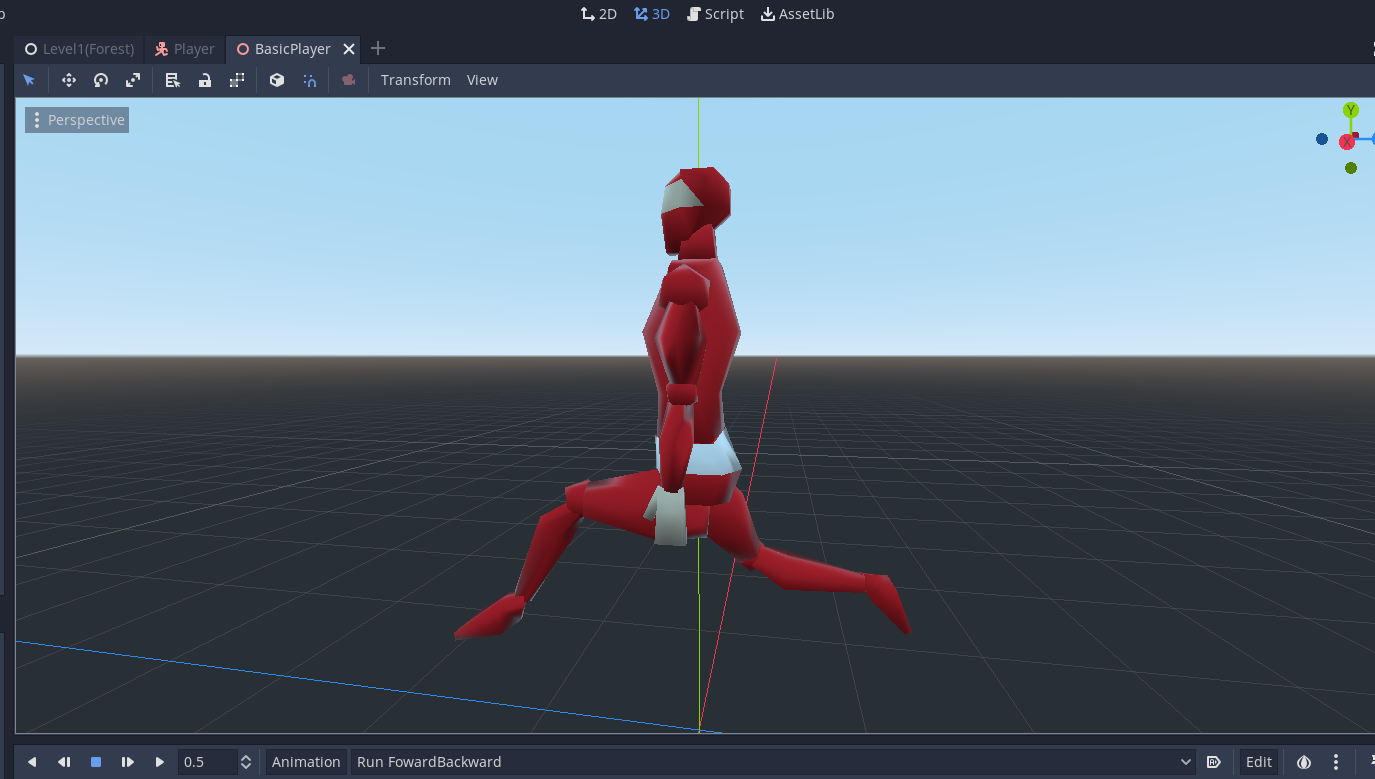 2D 3D Script AssetLib
Level1(Forest) Player BasicPlayer
Transform View
Perspective
Y
X
0.5 Animation Run FowardBackward Edit